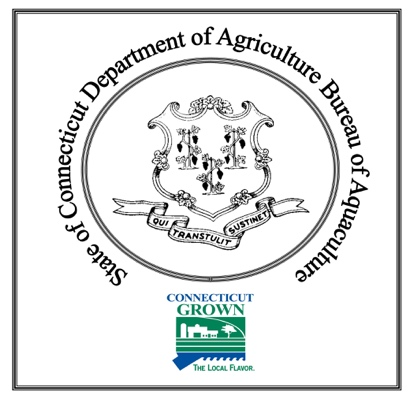 State of Connecticut Department of Agriculture Bureau of Aquaculture
QUI TRANSTULIT SUSTINET
CONNECTICUT
GROWN
THE LOCAL FLAVOR.